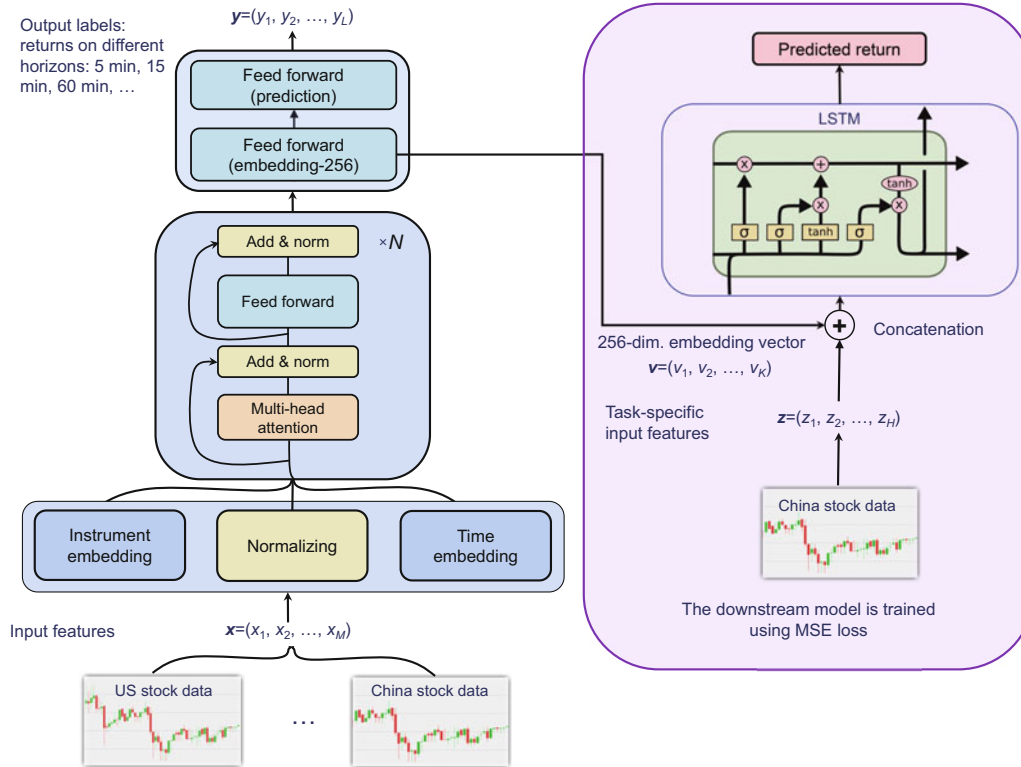 Output labels:
returns on different
horizons: 5 min, 15
min, 60 min, …
y=(y1, y2, …, yL)
Feed forward
(prediction)
Feed forward
(embedding-256)
Add & norm
×N
Feed forward
Add & norm
Multi-head
attention
Instrument
embedding
Normalizing
Time
embedding
Input features
x=(x1, x2, …, xM)
US stock data
…
China stock data
Predicted return
LSTM
x
+
tanh
x
x
σ
σ
tanh
σ
+
Concatenation
256-dim. embedding vector
v=(v1, v2, …, vK)
Task-specific
input features
z=(z1, z2, …, zH)
China stock data
The downstream model is trained
using MSE loss